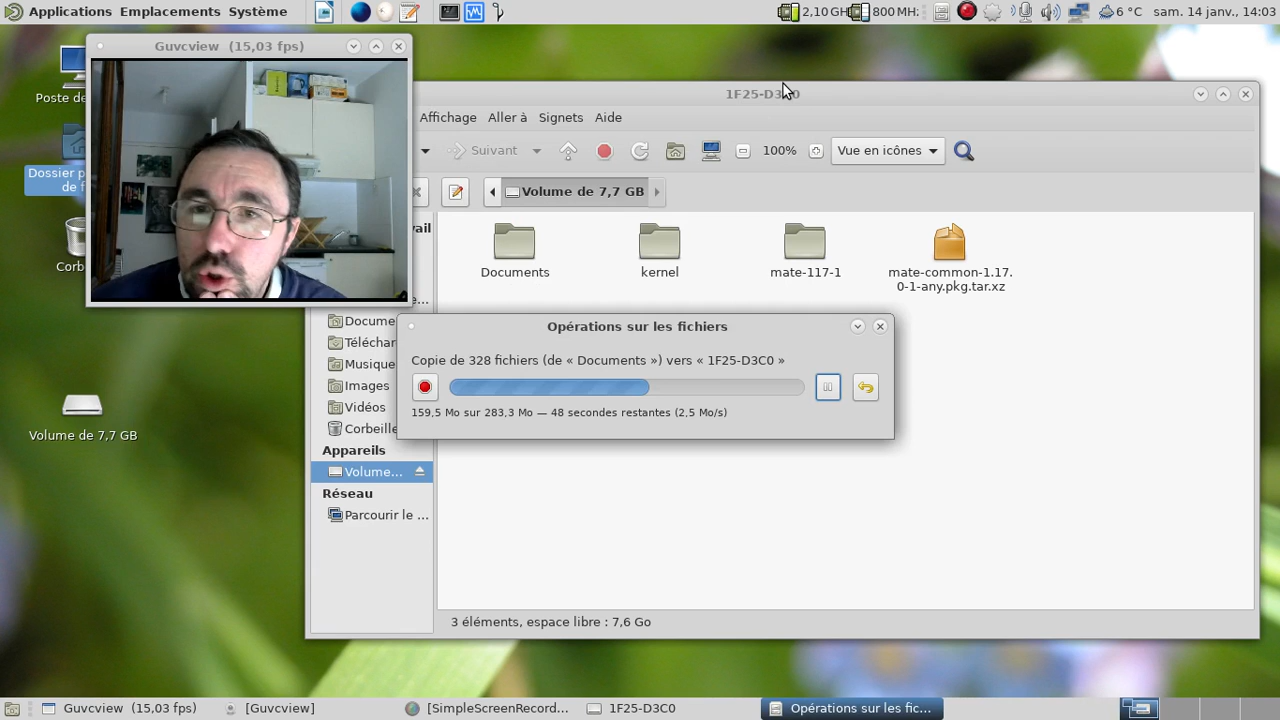 Applications Emplacements Système
2,10 GH
800 MHz
6 °C
sam. 14 janv., 14:03
Guvcview (15,03 fps)
Poste de
Dossier p
de f
Corb
Volume de 7,7 GB
1F25-D3C0
Affichage Aller à Signets Aide
Suivant
100%
Vue en icônes
Volume de 7,7 GB
vail
e...
Docume
Téléchar
Musique
Images
Vidéos
Corbeille
Appareils
Volume...
Réseau
Parcourir le ...
Documents
kernel
mate-117-1
mate-common-1.17.
0-1-any.pkg.tar.xz
Opérations sur les fichiers
Copie de 328 fichiers (de « Documents ») vers « 1F25-D3C0 »
159,5 Mo sur 283,3 Mo — 48 secondes restantes (2,5 Mo/s)
3 éléments, espace libre : 7,6 Go
Guvcview (15,03 fps)
[Guvcview]
[SimpleScreenRecord...
1F25-D3C0
Opérations sur les fic...